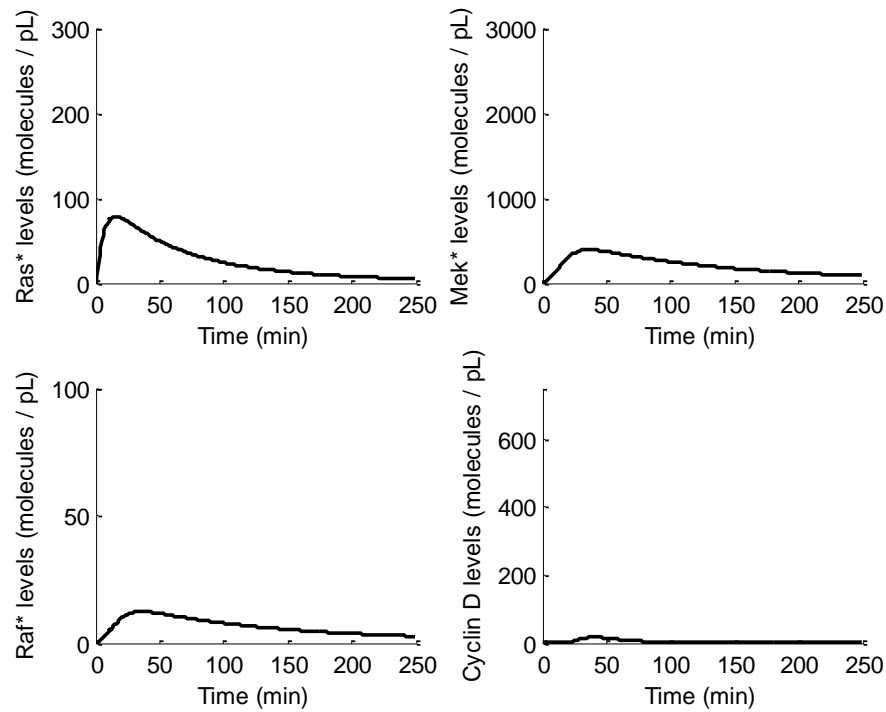 Ras* levels (molecules / pL)
300
200
100
0
0 50 100 150 200 250
Time (min)
Mek* levels (molecules / pL)
3000
2000
1000
0
0 50 100 150 200 250
Time (min)
Raf* levels (molecules / pL)
100
50
0
0 50 100 150 200 250
Time (min)
Cyclin D levels (molecules / pL)
600
400
200
0
0 50 100 150 200 250
Time (min)